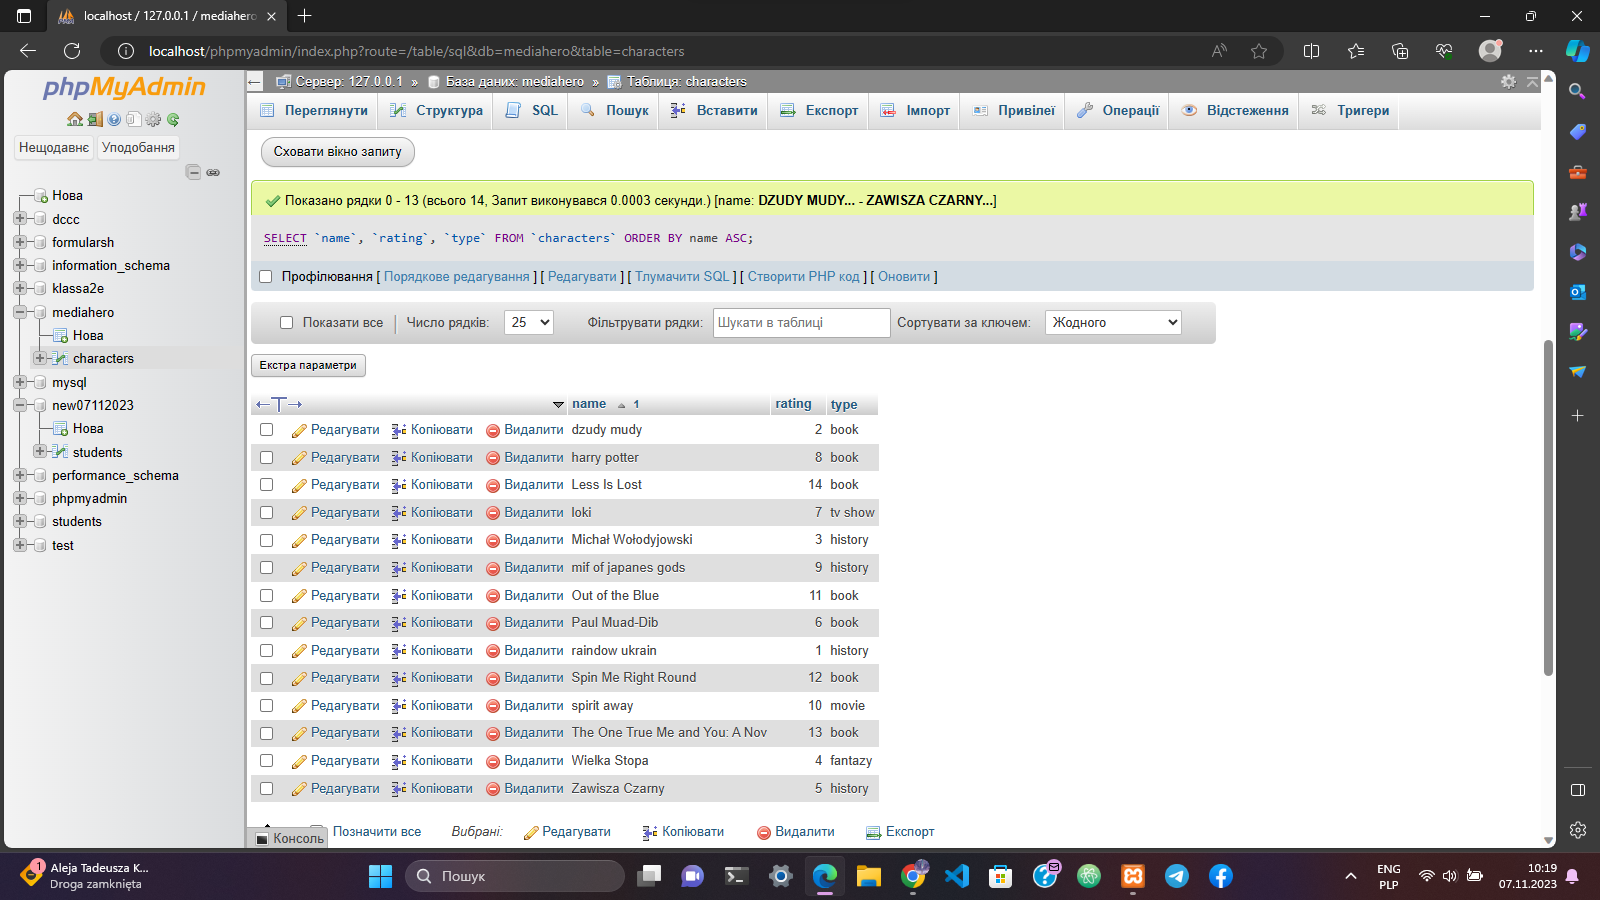 localhost / 127.0.0.1 / mediahero
localhost/phpmyadmin/index.php?route=/table/sql&db=mediahero&table=characters
phpMyAdmin
Нещодавнє Уподобання
Нова
dccc
formularsh
information_schema
klassa2e
mediahero
Нова
characters
mysql
new07112023
Нова
students
performance_schema
phpmyadmin
students
test
Сервер: 127.0.0.1 » База даних: mediahero » Таблиця: characters
Переглянути Структура SQL Пошук Вставити Експорт Імпорт Привілеї Операції Відстеження Тригери
Сховати вікно запиту
Показано рядки 0 - 13 (всього 14, Запит виконувався 0.0003 секунди.) [name: DZUDY MUDY... - ZAWISZA CZARNY...]
SELECT `name`, `rating`, `type` FROM `characters` ORDER BY name ASC;
Профілювання [ Порядкове редагування ] [ Редагувати ] [ Тлумачити SQL ] [ Створити PHP код ] [ Оновити ]
Показати все Число рядків: 25 Фільтрувати рядки: Шукати в таблиці Сортувати за ключем: Жодного
Екстра параметри
name 1 rating type
Редагувати Копіювати Видалити dzudy mudy 2 book
Редагувати Копіювати Видалити harry potter 8 book
Редагувати Копіювати Видалити Less Is Lost 14 book
Редагувати Копіювати Видалити loki 7 tv show
Редагувати Копіювати Видалити Michał Wołodyjowski 3 history
Редагувати Копіювати Видалити mif of japanes gods 9 history
Редагувати Копіювати Видалити Out of the Blue 11 book
Редагувати Копіювати Видалити Paul Muad-Dib 6 book
Редагувати Копіювати Видалити raindow ukrain 1 history
Редагувати Копіювати Видалити Spin Me Right Round 12 book
Редагувати Копіювати Видалити spirit away 10 movie
Редагувати Копіювати Видалити The One True Me and You: A Nov 13 book
Редагувати Копіювати Видалити Wielka Stopa 4 fantazy
Редагувати Копіювати Видалити Zawisza Czarny 5 history
Позначити все Вибрані: Редагувати Копіювати Видалити Експорт
Консоль
1
Aleja Tadeusza K...
Droga zamknięta
Пошук
ENG
PLP
10:19
07.11.2023